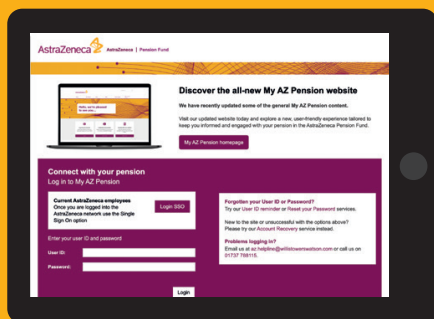 AstraZeneca AstraZeneca | Pension Fund
Discover the all-new My AZ Pension website
We have recently updated some of the general My AZ Pension content.
Visit our updated website today and explore a new, user-friendly experience tailored to
keep you informed and engaged with your pension in the AstraZeneca Pension Fund.
My AZ Pension homepage
Connect with your pension
Log in to My AZ Pension
Current AstraZeneca employees
Once you are logged into the
AstraZeneca network use the Single
Sign On option
Login SSO
Enter your user ID and password
User ID:
Password:
Login
Forgotten your User ID or Password?
Try our User ID reminder or Reset your Password services.
New to the site or unsuccessful with the options above?
Please try our Account Recovery service instead.
Problems logging in?
Email us at az.helpline@willistowerswatson.com or call us on
01737 788115.